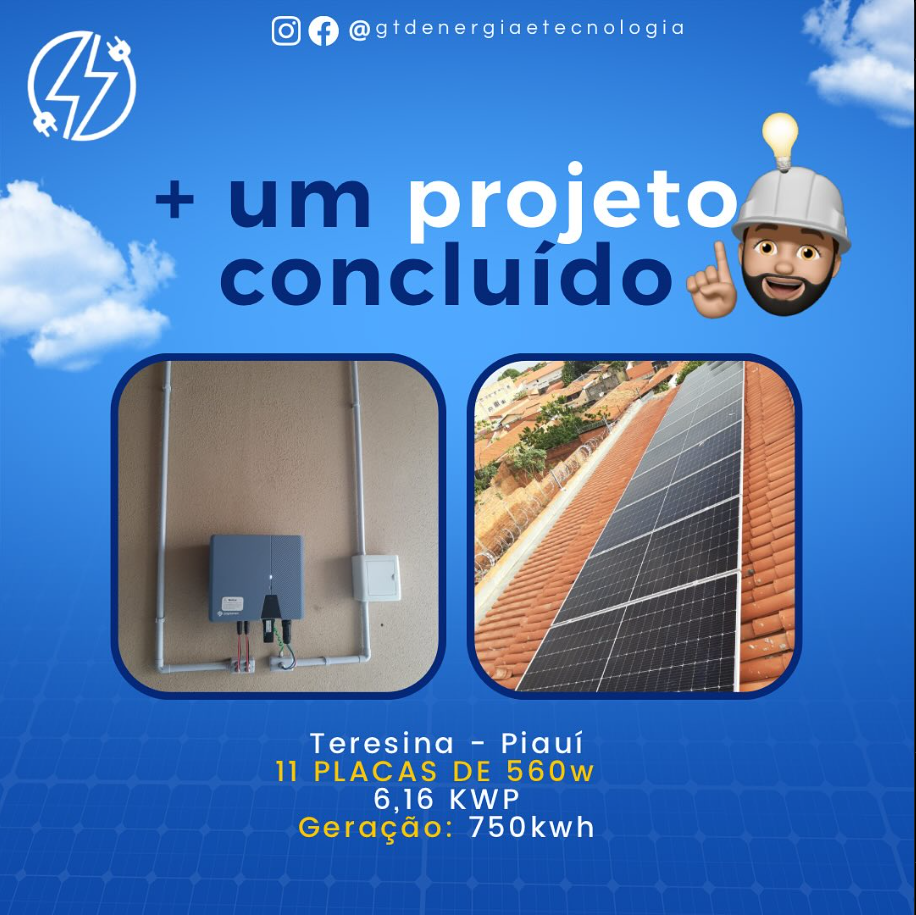 @gtdenergiaetecnologia
+ um projeto
concluído
Teresina - Piauí
11 PLACAS DE 560w
6,16 KWP
Geração: 750kwh